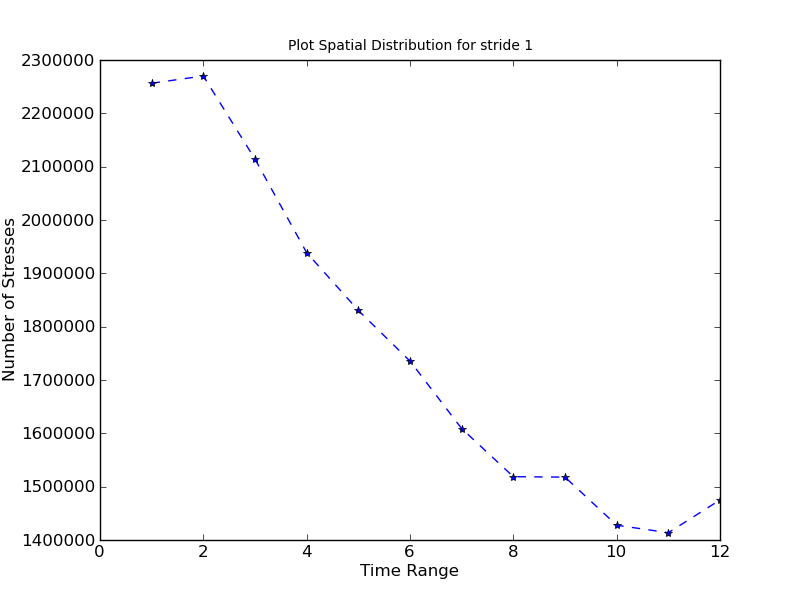 Plot Spatial Distribution for stride 1
2300000
2200000
2100000
2000000
1900000
1800000
1700000
1600000
1500000
1400000
Number of Stresses
0 2 4 6 8 10 12
Time Range